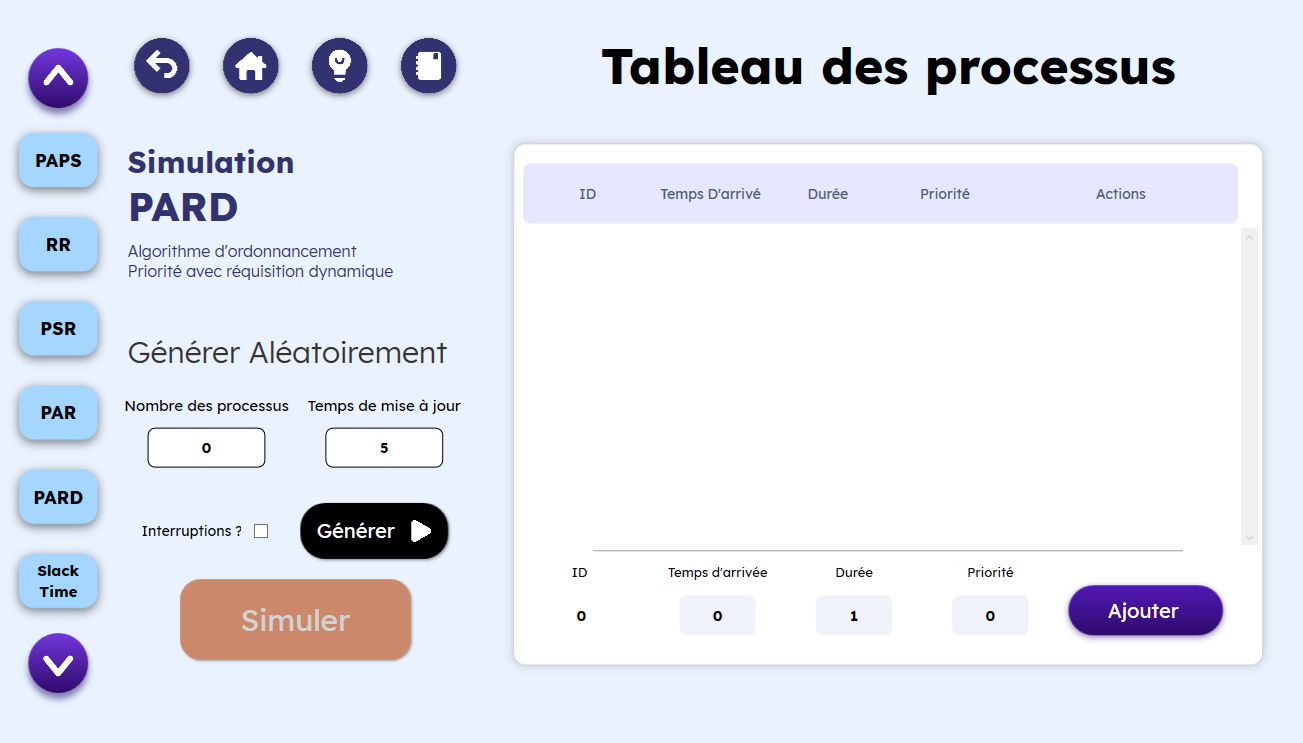 PAPS
RR
PSR
PAR
PARD
Slack
Time
Simulation
PARD
Algorithme d'ordonnancement
Priorité avec réquisition dynamique
Générer Aléatoirement
Nombre des processus Temps de mise à jour
0 5
Interruptions ? Générer
Simuler
Tableau des processus
ID Temps D'arrivé Durée Priorité Actions
ID Temps d'arrivée Durée Priorité
0 0 1 0 Ajouter